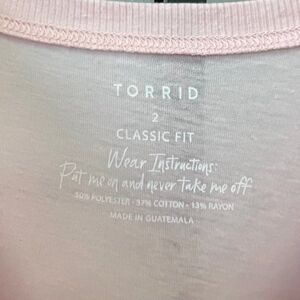 TORRID
2
CLASSIC FIT
Wear Instructions:
Put me on and never take me off
50% POLYESTER • 37% COTTON • 13% RAYON
MADE IN GUATEMALA